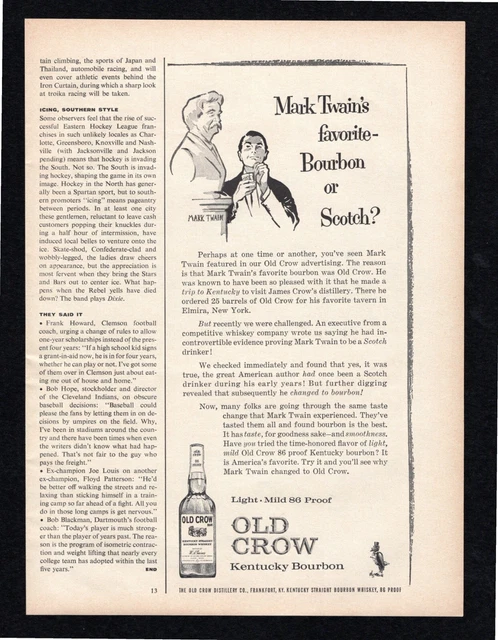 tain climbing, the sports of Japan and
Thailand, automobile racing, and will
even cover athletic events behind the
Iron Curtain, during which a sharp look
at troika racing will be taken.
ICING, SOUTHERN STYLE
Some observers feel that the rise of suc-
cessful Eastern Hockey League fran-
chises in such unlikely locales as Char-
lotte, Greensboro, Knoxville and Nash-
ville (with Jacksonville and Jackson
pending) means that hockey is invading
the South. Not so. The South is invad-
ing hockey, shaping the game in its own
image. Hockey in the North has gener-
ally been a Spartan sport, but to south-
ern promoters "icing" means pageantry
between periods. In at least one city
these gentlemen, reluctant to leave cash
customers popping their knuckles dur-
ing a half hour of intermission, have
induced local belles to venture onto the
ice. Skate-shod, Confederate-clad and
wobbly-legged, the ladies draw cheers
on appearance, but the appreciation is
most fervent when they bring the Stars
and Bars out to center ice. What hap-
pens when the Rebel yells have died
down? The band plays Dixie.
THEY SAID IT
• Frank Howard, Clemson football
coach, urging a change of rules to allow
one-year scholarships instead of the pres-
ent four years: "If a high school kid signs
a grant-in-aid now, he is in for four years,
whether he can play or not. I've got some
of them over in Clemson just about eat-
ing me out of house and home."
• Bob Hope, stockholder and director
of the Cleveland Indians, on obscure
baseball decisions: "Baseball could
please the fans by letting them in on de-
cisions by umpires on the field. Why,
I've been in stadiums around the coun-
try and there have been times when even
the writers didn't know what had hap-
pened. That's not fair to the guy who
pays the freight."
• Ex-champion Joe Louis on another
ex-champion, Floyd Patterson: "He'd
be better off walking the streets and re-
laxing than sticking himself in a train-
ing camp so far ahead of a fight. All you
do in those long camps is get nervous."
• Bob Blackman, Dartmouth's football
coach: "Today's player is much strong-
er than the player of years past. The rea-
son is the program of isometric contrac-
tion and weight lifting that nearly every
college team has adopted within the last
five years." END
13
Mark Twain's
favorite-
Bourbon
or
Scotch?
MARK TWAIN
Perhaps at one time or another, you've seen Mark
Twain featured in our Old Crow advertising. The reason
is that Mark Twain's favorite bourbon was Old Crow. He
was known to have been so pleased with it that he made a
trip to Kentucky to visit James Crow's distillery. There he
ordered 25 barrels of Old Crow for his favorite tavern in
Elmira, New York.
But recently we were challenged. An executive from a
competitive whiskey company wrote us saying he had in-
controvertible evidence proving Mark Twain to be a Scotch
drinker!
We checked immediately and found that yes, it was
true, the great American author had once been a Scotch
drinker during his early years! But further digging
revealed that subsequently he changed to bourbon!
Now, many folks are going through the same taste
change that Mark Twain experienced. They've
tasted them all and found bourbon is the best.
It has taste, for goodness sake—and smoothness.
Have you tried the time-honored flavor of light,
mild Old Crow 86 proof Kentucky bourbon? It
is America's favorite. Try it and you'll see why
Mark Twain changed to Old Crow.
OLD CROW
Light · Mild 86 Proof
OLD
CROW
Kentucky Bourbon
THE OLD CROW DISTILLERY CO., FRANKFORT, KY. KENTUCKY STRAIGHT BOURBON WHISKEY, 86 PROOF